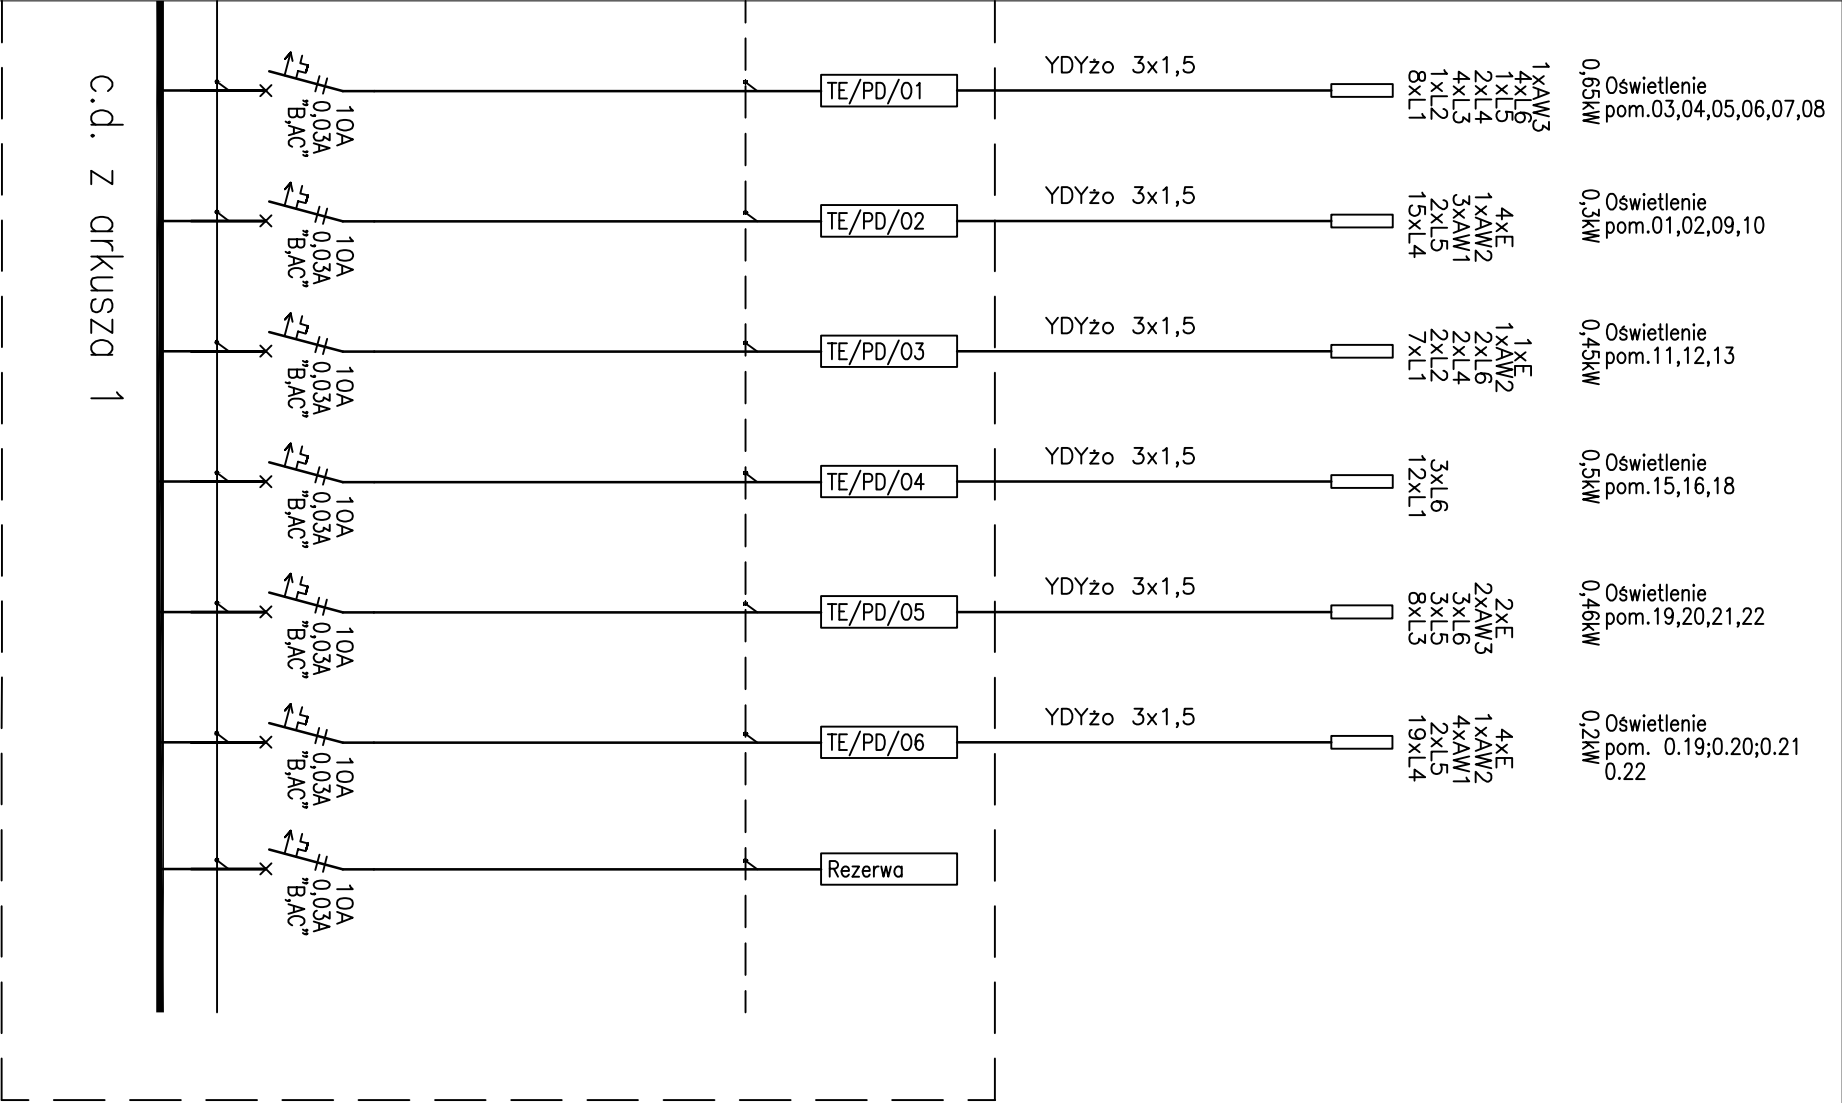 c.d. z arkusza 1
10A
0,03A
"B,AC"
TE/PD/01
YDYżo 3x1,5
1xAW3
4xL6
1xL5
2xL4
4xL3
1xL2
8xL1
0,65kW
Oświetlenie
pom.03,04,05,06,07,08
10A
0,03A
"B,AC"
TE/PD/02
YDYżo 3x1,5
4xE
1xAW2
3xAW1
2xL5
15xL4
0,3kW
Oświetlenie
pom.01,02,09,10
10A
0,03A
"B,AC"
TE/PD/03
YDYżo 3x1,5
1xE
1xAW2
2xL6
2xL4
2xL2
7xL1
0,45kW
Oświetlenie
pom.11,12,13
10A
0,03A
"B,AC"
TE/PD/04
YDYżo 3x1,5
3xL6
12xL1
0,5kW
Oświetlenie
pom.15,16,18
10A
0,03A
"B,AC"
TE/PD/05
YDYżo 3x1,5
2xE
2xAW3
3xL6
3xL5
8xL3
0,46kW
Oświetlenie
pom.19,20,21,22
10A
0,03A
"B,AC"
TE/PD/06
YDYżo 3x1,5
4xE
1xAW2
4xAW1
2xL5
19xL4
0,2kW
Oświetlenie
pom. 0.19;0.20;0.21
0.22
10A
0,03A
"B,AC"
Rezerwa